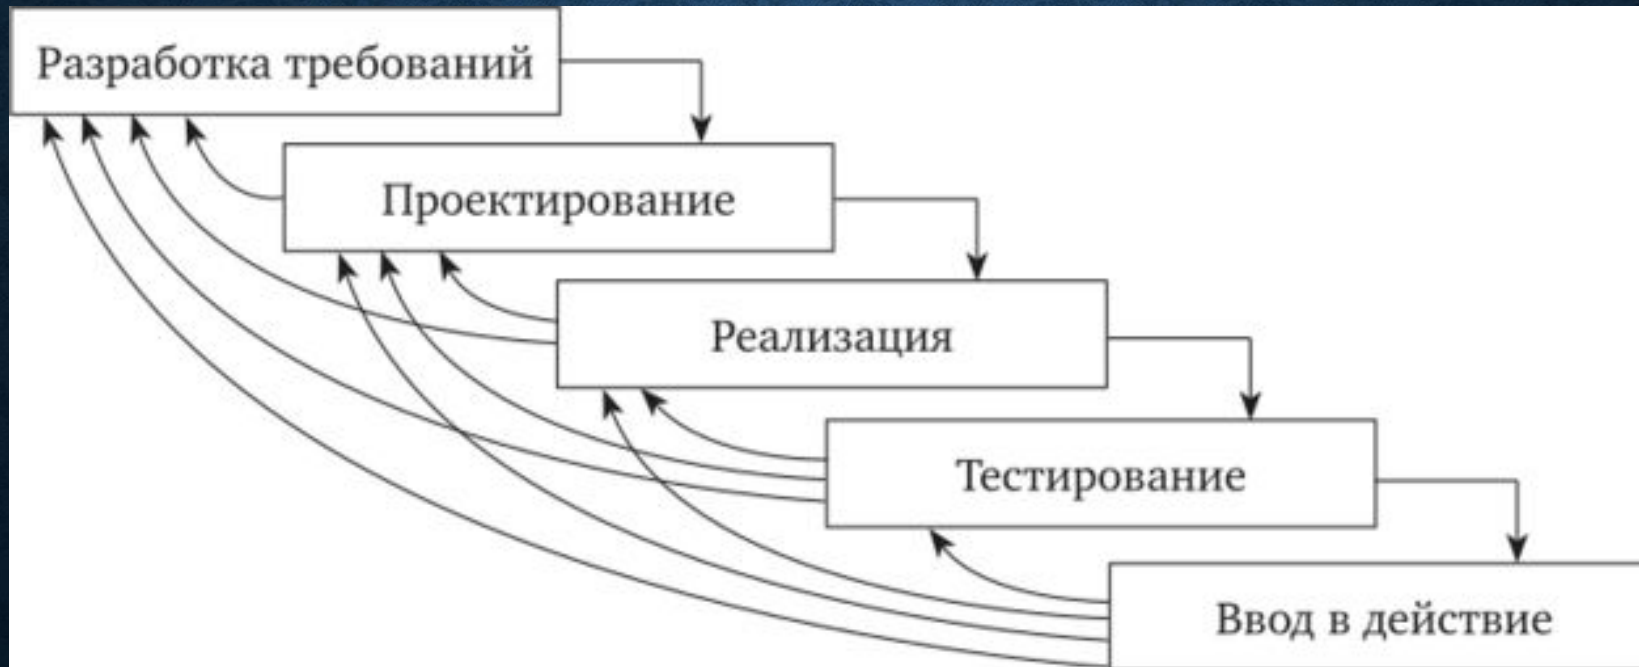 Разработка требований
Проектирование
Реализация
Тестирование
Ввод в действие